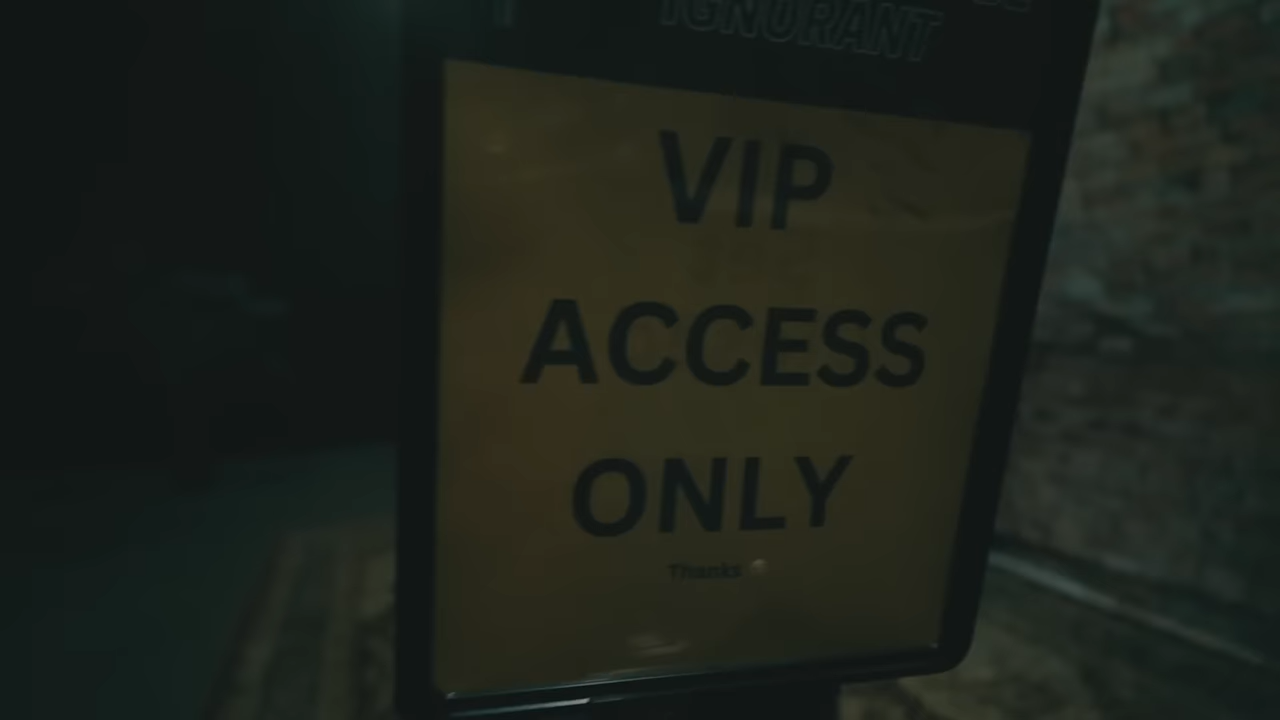 IGNORANT
VIP
ACCESS
ONLY
Thanks